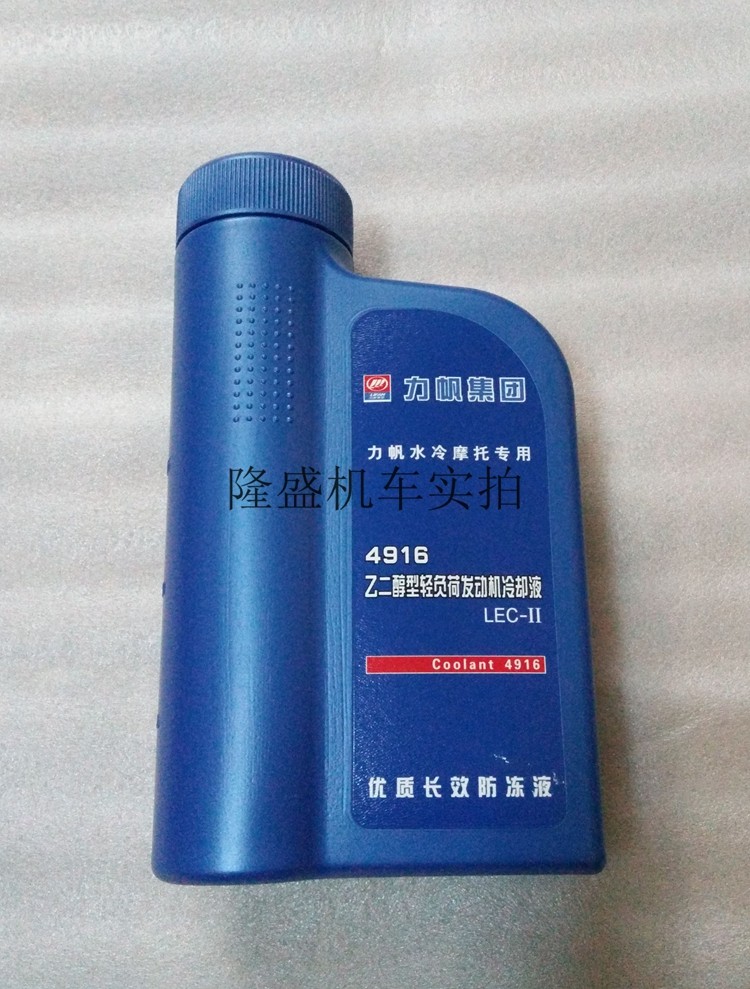 力帆集团
力帆水冷摩托专用
隆盛机车实拍
4916
乙二醇型轻负荷发动机冷却液
LEC-II
Coolant 4916
优质长效防冻液